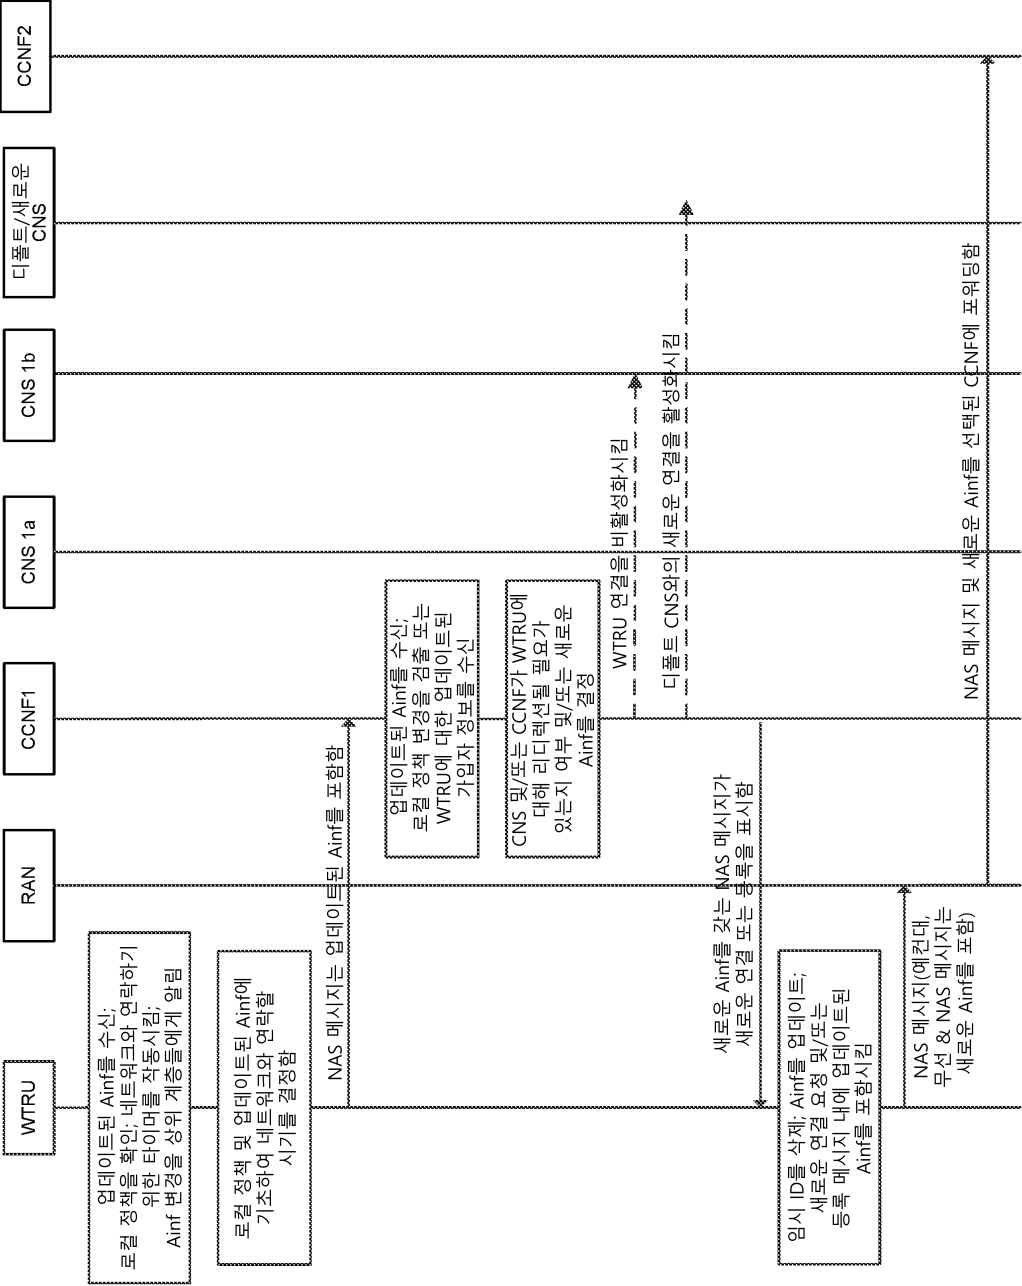 WTRU
RAN
CCNF1
CNS 1a
CNS 1b
디폴트/새로운
CNS
CCNF2
업데이트된 Ainf를 수신;
로컬 정책을 확인; 네트워크와 연락하기
위한 타이머를 작동시킴;
Ainf 변경을 상위 계층들에게 알림
로컬 정책 및 업데이트된 Ainf에
기초하여 네트워크와 연락할
시기를 결정함
NAS 메시지는 업데이트된 Ainf를 포함함
업데이트된 Ainf를 수신;
로컬 정책 변경을 검출 또는
WTRU에 대한 업데이트된
가입자 정보를 수신
CNS 및/또는 CCNF가 WTRU에
대해 리디렉션될 필요가
있는지 여부 및/또는 새로운
Ainf를 결정
WTRU 연결을 비활성화시킴
디폴트 CNS와의 새로운 연결을 활성화시킴
새로운 Ainf를 갖는 NAS 메시지가
새로운 연결 또는 등록을 표시함
임시 ID를 삭제; Ainf를 업데이트;
새로운 연결 요청 및/또는
등록 메시지 내에 업데이트된
Ainf를 포함시킴
NAS 메시지(예컨대,
무선 & NAS 메시지는
새로운 Ainf를 포함)
NAS 메시지 및 새로운 Ainf를 선택된 CCNF에 포워딩함